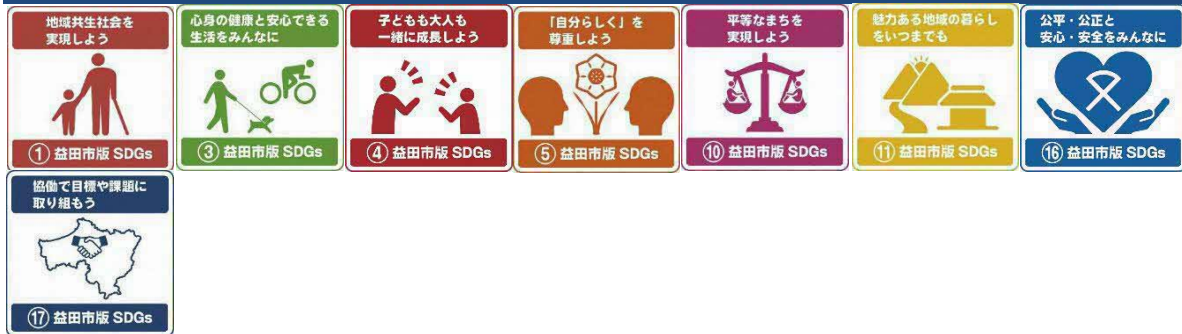 地域共生社会を
実現しよう
① 益田市版 SDGs
心身の健康と安心できる
生活をみんなに
③ 益田市版 SDGs
子どもも大人も
一緒に成長しよう
④ 益田市版 SDGs
「自分らしく」を
尊重しよう
⑤ 益田市版 SDGs
平等なまちを
実現しよう
⑩ 益田市版 SDGs
魅力ある地域の暮らし
をいつまでも
⑪ 益田市版 SDGs
公平・公正と
安心・安全をみんなに
⑯ 益田市版 SDGs
協働で目標や課題に
取り組もう
⑰ 益田市版 SDGs